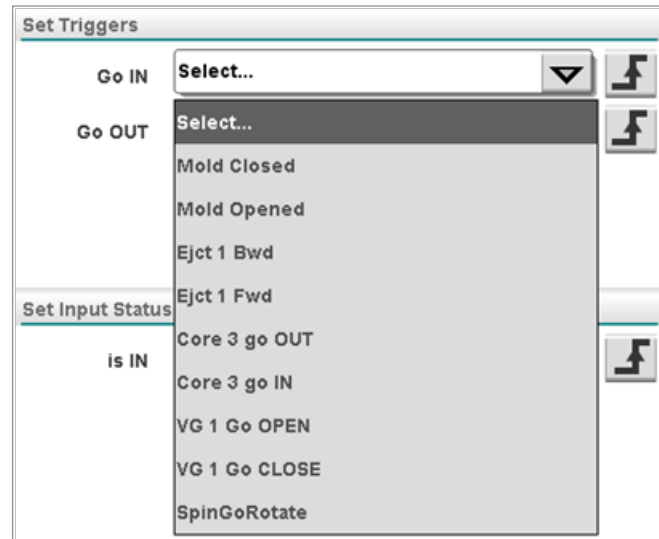 Set Triggers
Go IN
Select...
Go OUT
Select...
Mold Closed
Mold Opened
Ejct 1 Bwd
Ejct 1 Fwd
Set Input Status
Core 3 go OUT
is IN
Core 3 go IN
VG 1 Go OPEN
VG 1 Go CLOSE
SpinGoRotate